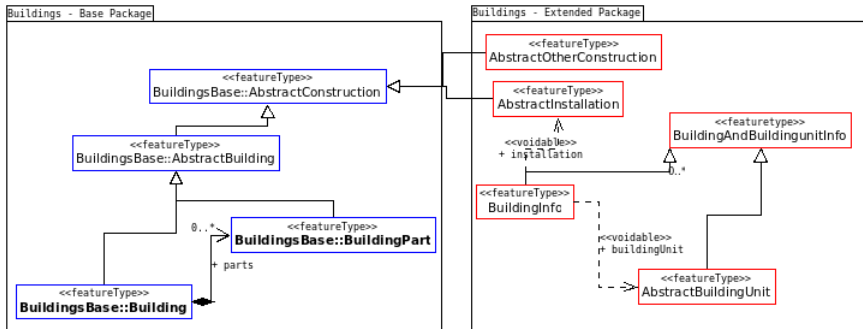 Buildings - Base Package
<<featureType>>
BuildingsBase::AbstractConstruction
<<featureType>>
BuildingsBase::AbstractBuilding
0..*
<<featureType>>
BuildingsBase::BuildingPart
+ parts
<<featureType>>
BuildingsBase::Building
Buildings - Extended Package
<<featureType>>
AbstractOtherConstruction
<<featureType>>
AbstractInstallation
<<featuretype>>
BuildingAndBuildingunitInfo
<<voidable>>
+ installation
0..*
<<featureType>>
BuildingInfo
<<voidable>>
+ buildingUnit
<<featureType>>
AbstractBuildingUnit